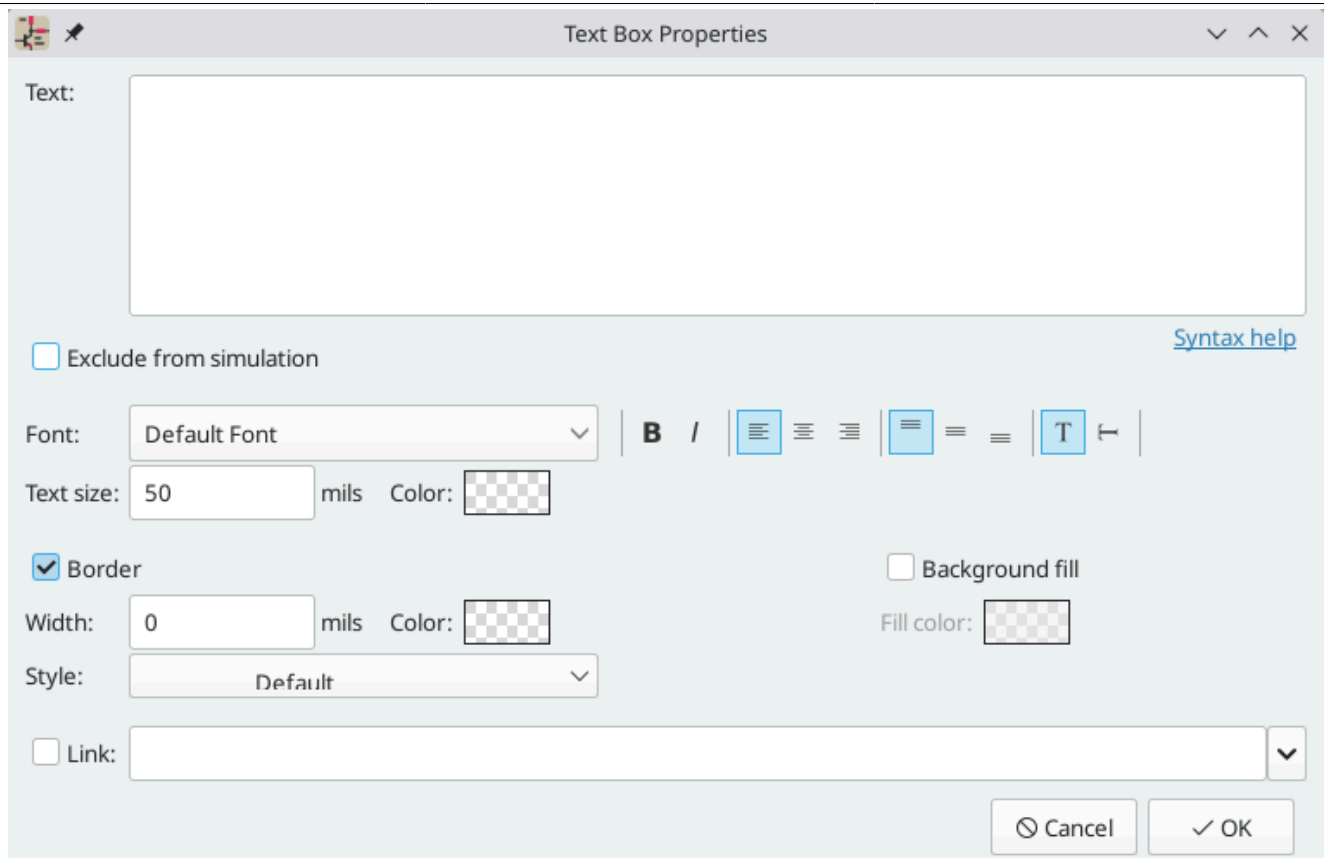 Text Box Properties
Text:
Syntax help
Exclude from simulation
Font: Default Font B I T T
Text size: 50 mils Color:
Border Background fill
Width: 0 mils Color: Fill color:
Style: Default
Link:
Cancel OK